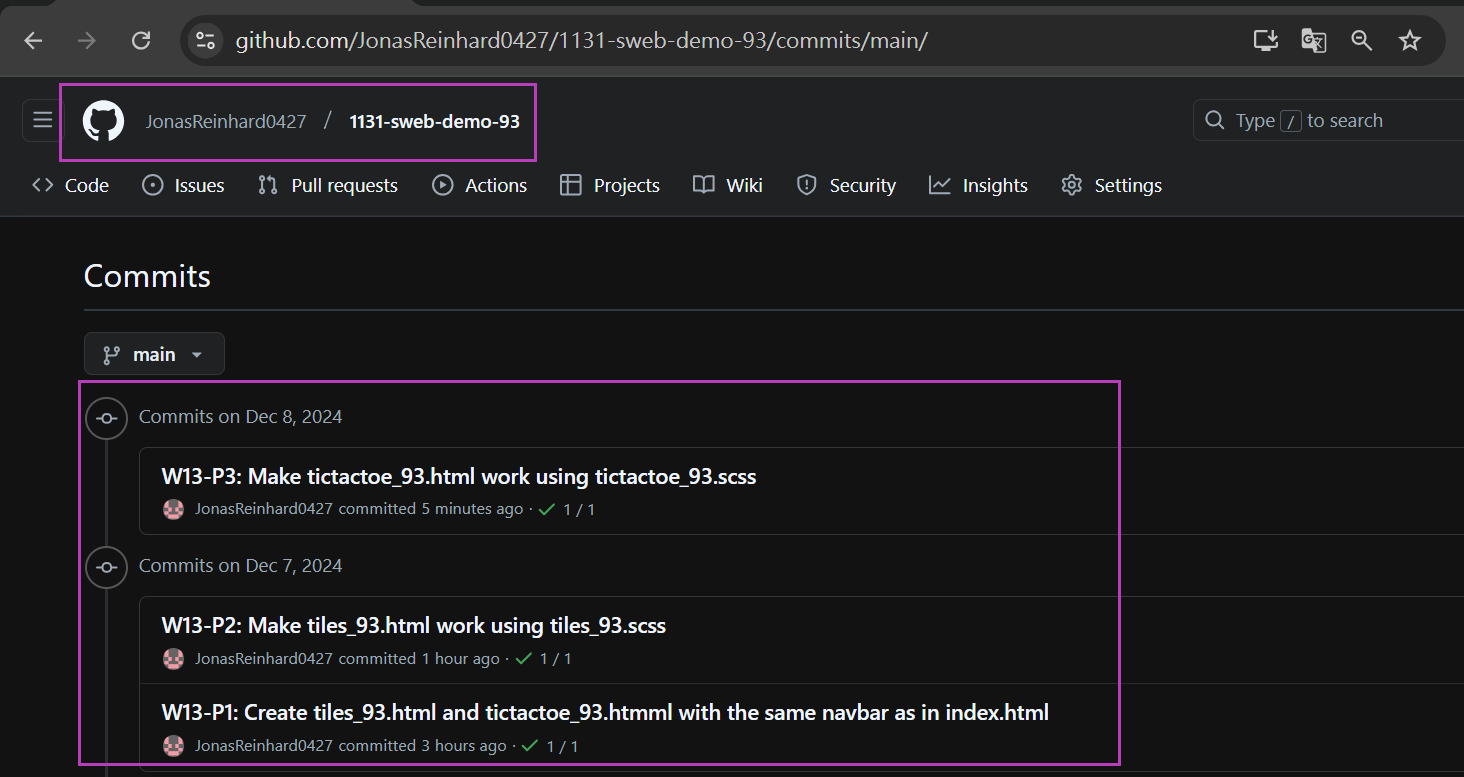 github.com/JonasReinhard0427/1131-sweb-demo-93/commits/main/
JonasReinhard0427 / 1131-sweb-demo-93
Type / to search
Code Issues Pull requests Actions Projects Wiki Security Insights Settings
Commits
main
Commits on Dec 8, 2024
W13-P3: Make tictactoe_93.html work using tictactoe_93.scss
JonasReinhard0427 committed 5 minutes ago · 1 / 1
Commits on Dec 7, 2024
W13-P2: Make tiles_93.html work using tiles_93.scss
JonasReinhard0427 committed 1 hour ago · 1 / 1
W13-P1: Create tiles_93.html and tictactoe_93.htmml with the same navbar as in index.html
JonasReinhard0427 committed 3 hours ago · 1 / 1